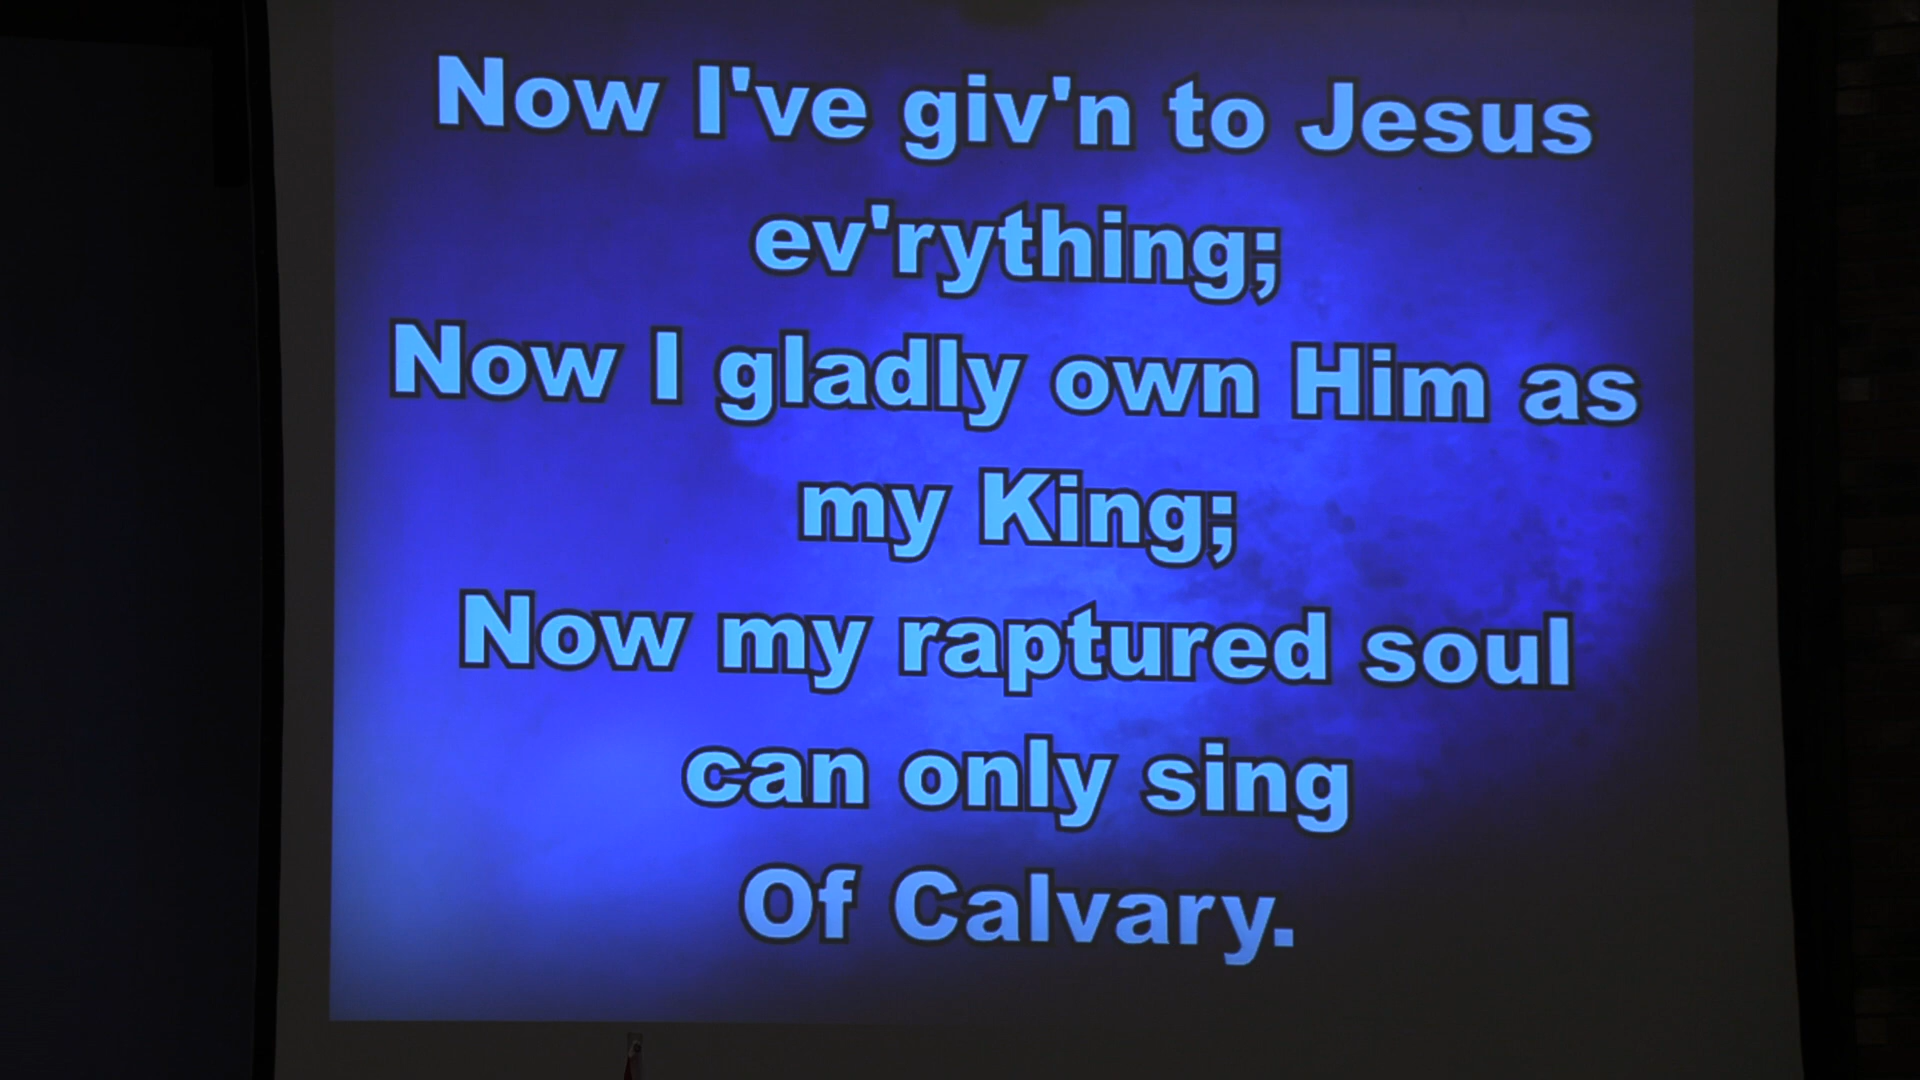 Now I've giv'n to Jesus
ev'rything;
Now I gladly own Him as
my King;
Now my raptured soul
can only sing
Of Calvary.